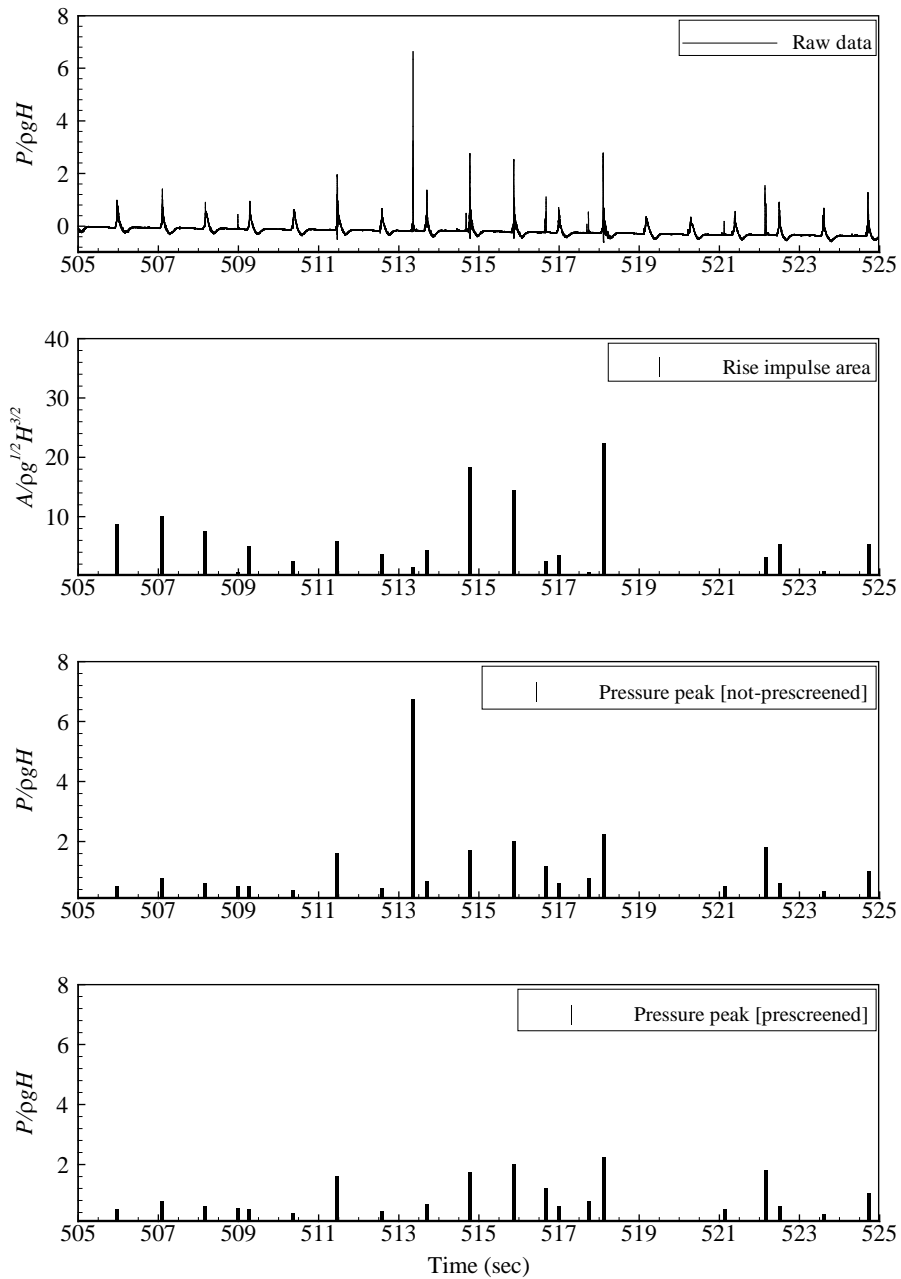 8
Raw data
6
4
2
0
P/ρgH
505 507 509 511 513 515 517 519 521 523 525
40
Rise impulse area
30
20
10
A/ρg^{1/2}H^{3/2}
505 507 509 511 513 515 517 519 521 523 525
8
Pressure peak [not-prescreened]
6
4
2
P/ρgH
505 507 509 511 513 515 517 519 521 523 525
8
Pressure peak [prescreened]
6
4
2
P/ρgH
505 507 509 511 513 515 517 519 521 523 525
Time (sec)